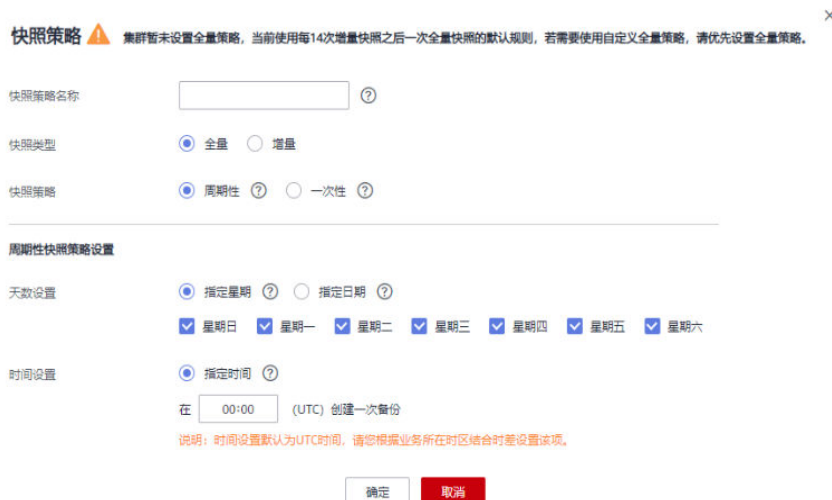 快照策略 集群暂未设置全量策略，当前使用每14次增量快照之后一次全量快照的默认规则，若需要使用自定义全量策略，请优先设置全量策略。
快照策略名称
快照类型 全量 增量
快照策略 周期性 一次性
周期性快照策略设置
天数设置 指定星期 指定日期
星期日 星期一 星期二 星期三 星期四 星期五 星期六
时间设置 指定时间
在 00:00 (UTC) 创建一次备份
说明：时间设置默认为UTC时间，请您根据业务所在时区结合时差设置该项。
确定 取消